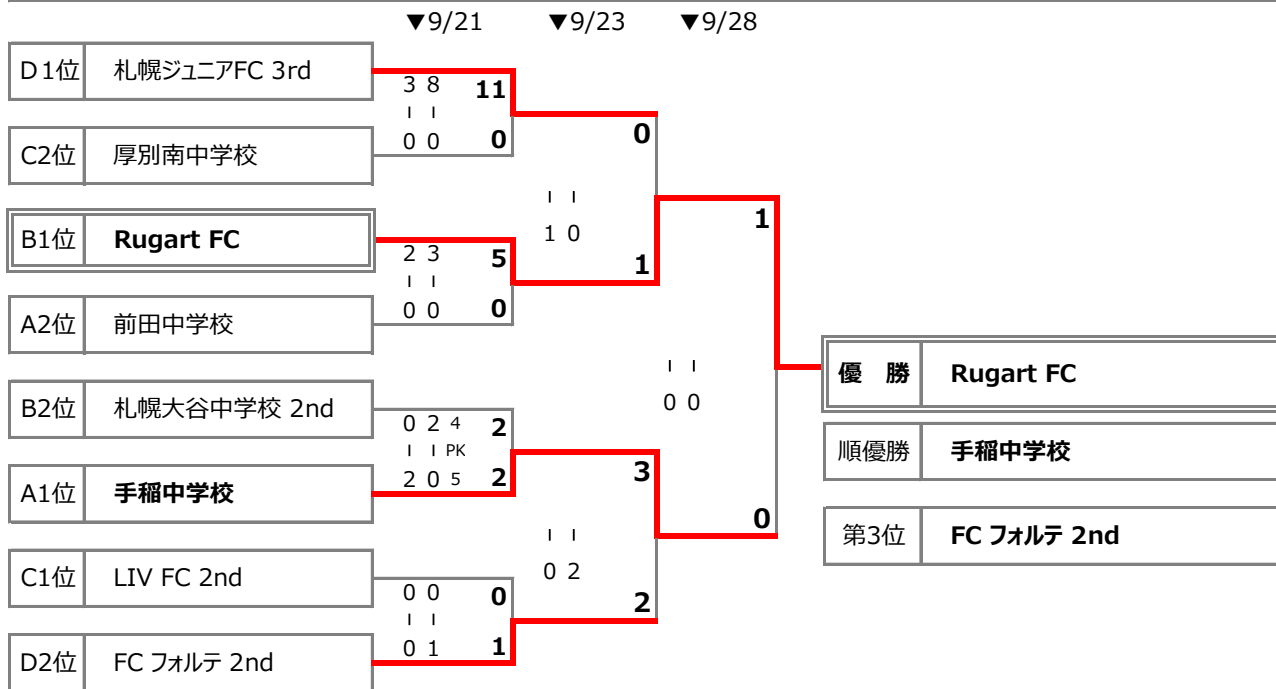 ▼9/21 ▼9/23 ▼9/28
D1位 札幌ジュニアFC 3rd
3 8 11
I I
0 0 0
0
C2位 厚別南中学校
I I
1 0
1
B1位 Rugart FC
2 3 5
I I
0 0 0
1
A2位 前田中学校
I I
0 0
優 勝 Rugart FC
B2位 札幌大谷中学校 2nd
0 2 4 2
I I PK
2 0 5 2
3
順優勝 手稲中学校
A1位 手稲中学校
0
第3位 FC フォルテ 2nd
I I
0 2
C1位 LIV FC 2nd
0 0 0
I I
0 1 1
2
D2位 FC フォルテ 2nd